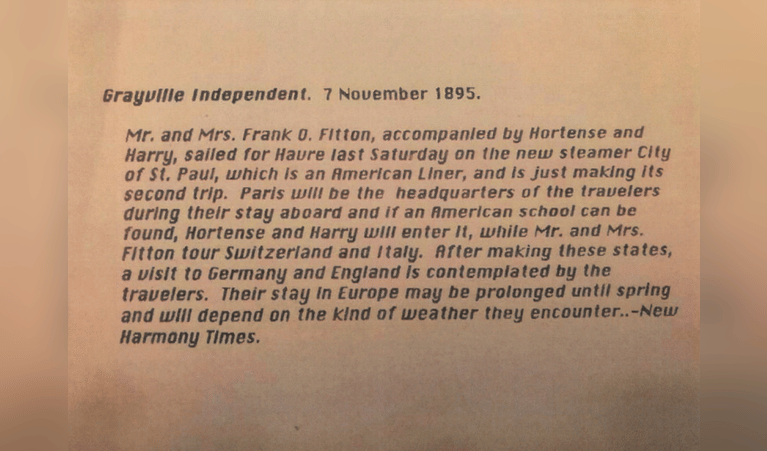 Grayville Independent. 7 November 1895.
Mr. and Mrs. Frank O. Fitton, accompanied by Hortense and
Harry, sailed for Havre last Saturday on the new steamer City
of St. Paul, which is an American Liner, and is just making its
second trip. Paris will be the headquarters of the travelers
during their stay aboard and if an American school can be
found, Hortense and Harry will enter it, while Mr. and Mrs.
Fitton tour Switzerland and Italy. After making these states,
a visit to Germany and England is contemplated by the
travelers. Their stay in Europe may be prolonged until spring
and will depend on the kind of weather they encounter..-New
Harmony Times.